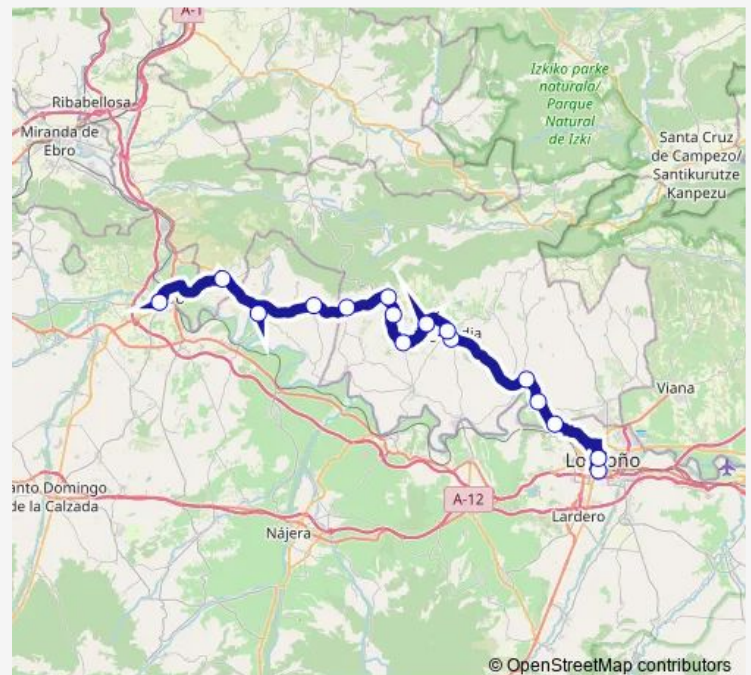 A-1
Ribabellosa
Miranda de
Ebro
Izkiko parke
naturala/
Parque
Natural
de Izki
Santa Cruz
de Campezo/
Santikurutze
Kanpezu
Viana
Lardero
A-12
Nájera
anto Domingo
de la Calzada
© OpenStreetMap contributors